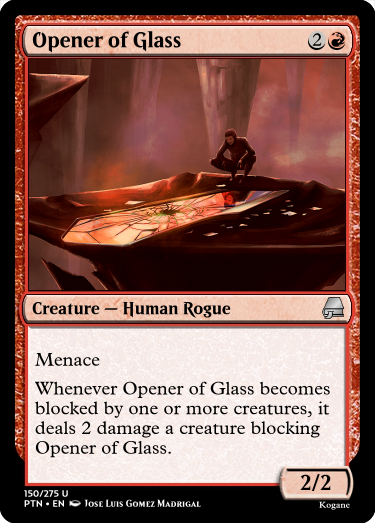 Opener of Glass 2
Creature — Human Rogue
Menace
Whenever Opener of Glass becomes
blocked by one or more creatures, it
deals 2 damage a creature blocking
Opener of Glass.
2/2
150/275 U
PTN • EN Jose Luis Gomez Madrigal
Kogane